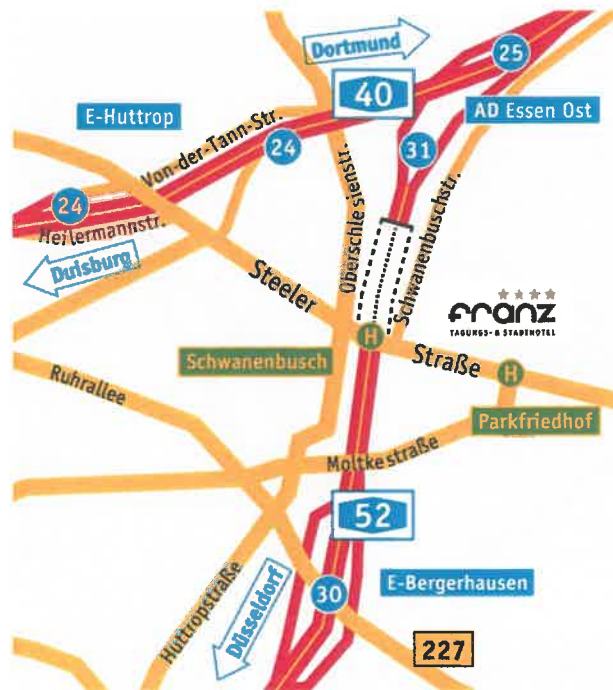 Dortmund
25
40
E-Huttrop
AD Essen Ost
Von-der-Tann-Str.
24
31
24
Heilermannstr.
Duisburg
Oberschlesienstr.
Schwanenbuschstr.
Steeler
Straße
franz
TAGUNGS- & STADTHOTEL
H
H
Schwanenbusch
Ruhrallee
Parkfriedhof
Moltkestraße
52
Huttropstraße
Düsseldorf
30
E-Bergerhausen
227